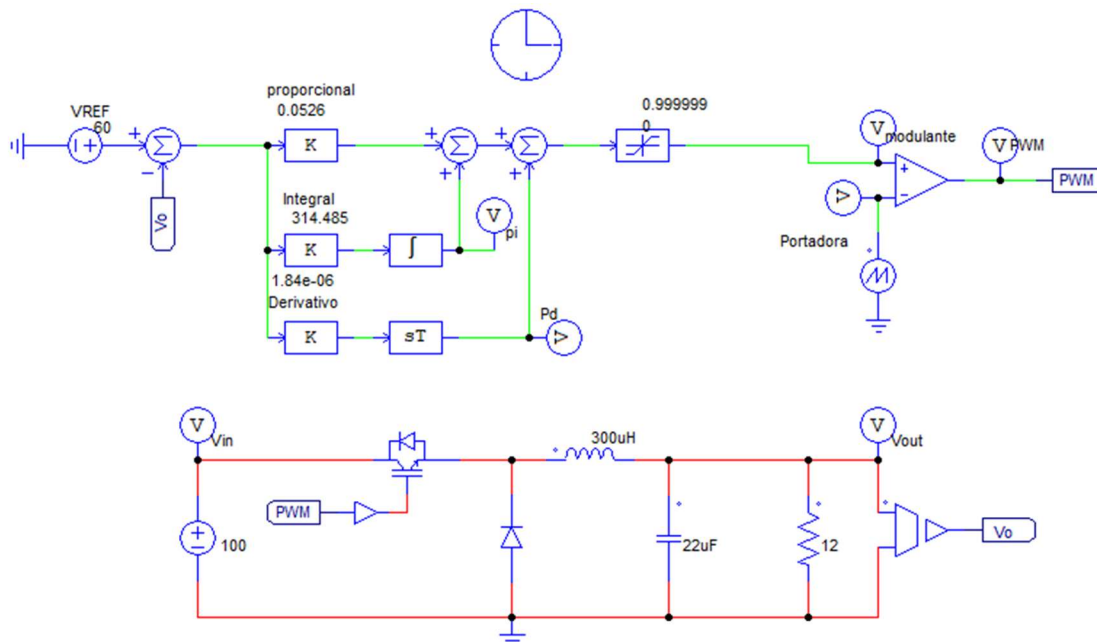 proporcional
0.0526
0.999999
0
VREF
60
K
Σ
Σ
Σ
V
modulante
V
PWM
PWM
Vo
Integral
314.485
K
∫
V
pi
V
Portadora
1.84e-06
Derivativo
K
sT
Pd
V
V
Vin
300uH
V
Vout
PWM
100
22uF
12
Vo